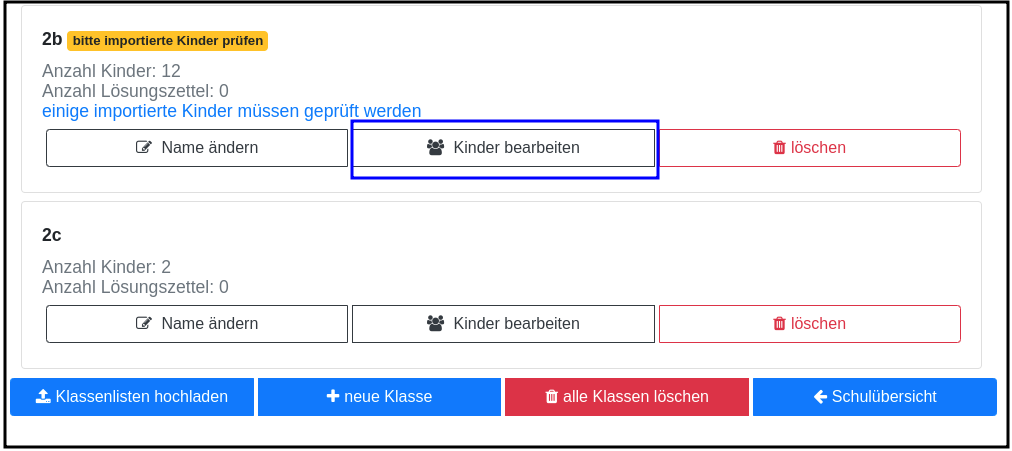 2b bitte importierte Kinder prüfen
Anzahl Kinder: 12
Anzahl Lösungszettel: 0
einige importierte Kinder müssen geprüft werden
Name ändern Kinder bearbeiten löschen
2c
Anzahl Kinder: 2
Anzahl Lösungszettel: 0
Name ändern Kinder bearbeiten löschen
Klassenlisten hochladen neue Klasse alle Klassen löschen Schulübersicht